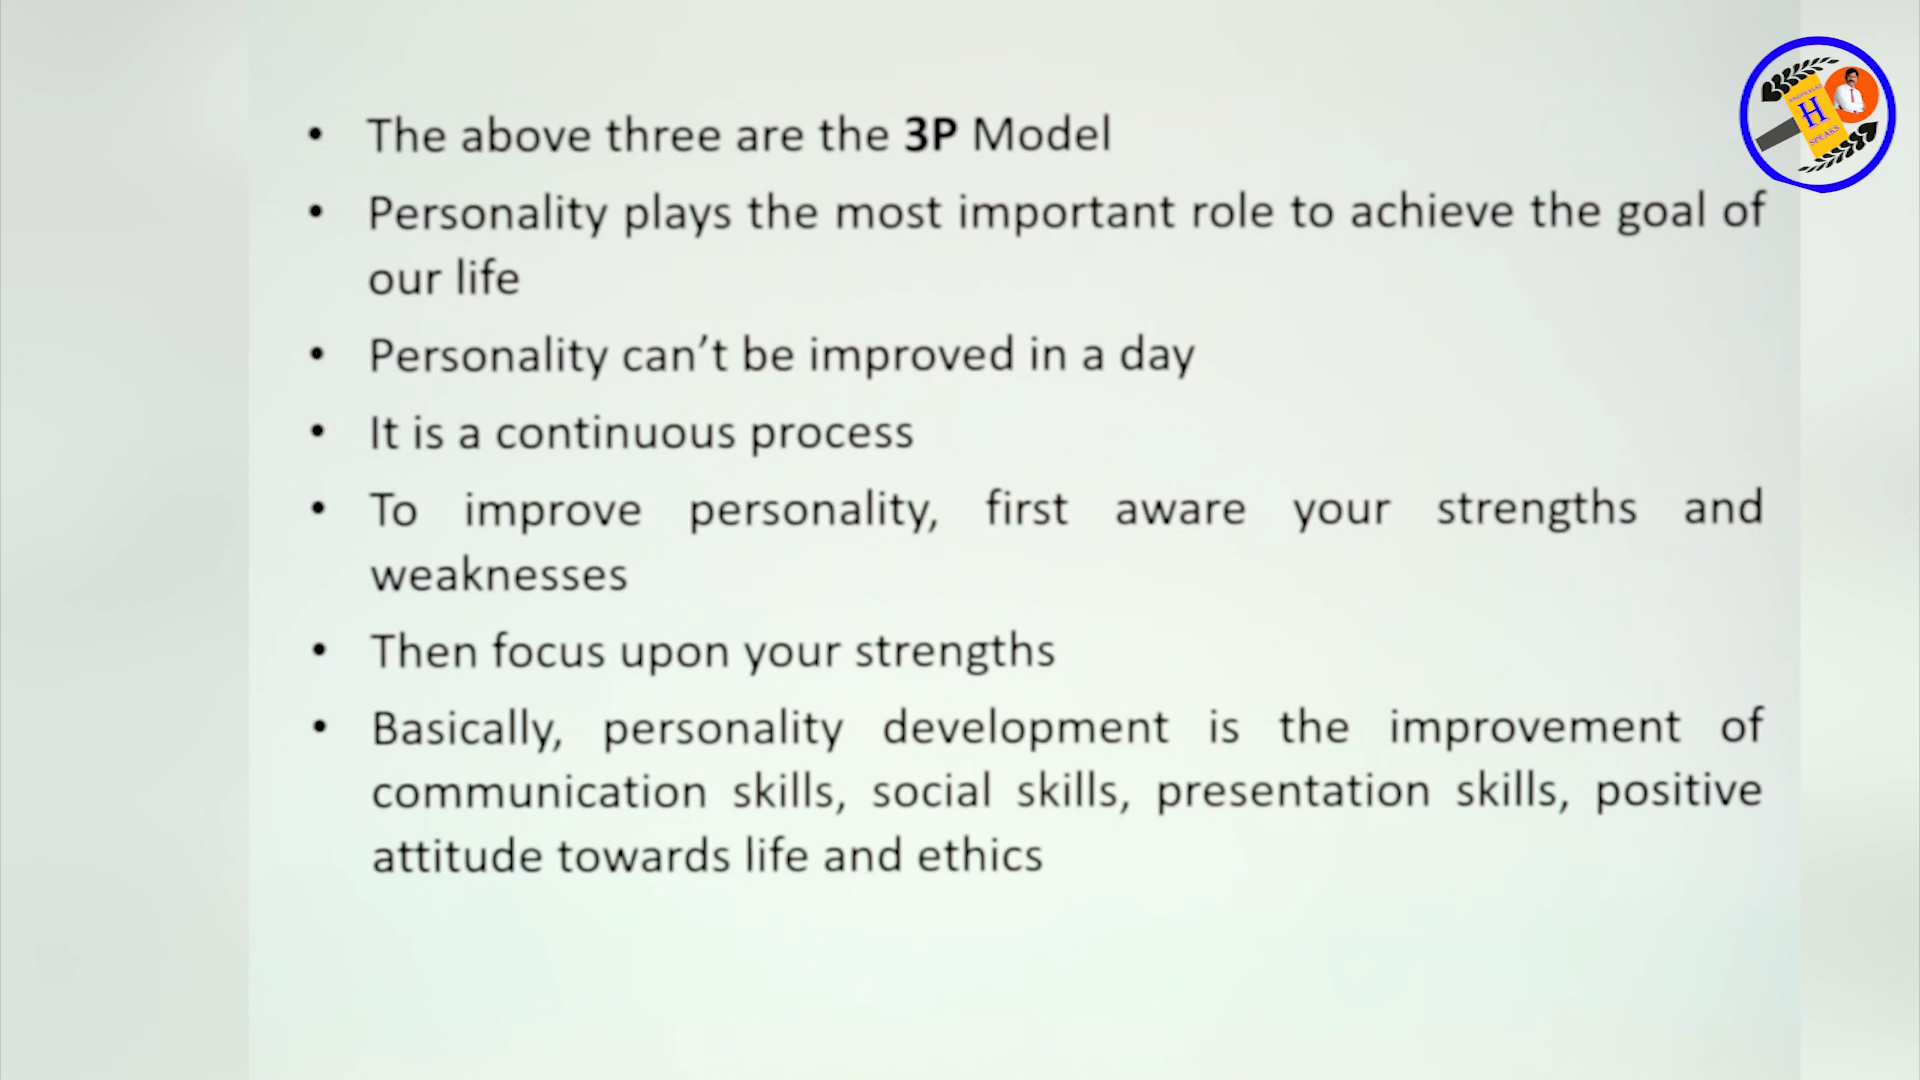 • The above three are the 3P Model
• Personality plays the most important role to achieve the goal of
our life
• Personality can’t be improved in a day
• It is a continuous process
• To improve personality, first aware your strengths and
weaknesses
• Then focus upon your strengths
• Basically, personality development is the improvement of
communication skills, social skills, presentation skills, positive
attitude towards life and ethics
H
SPEAKS